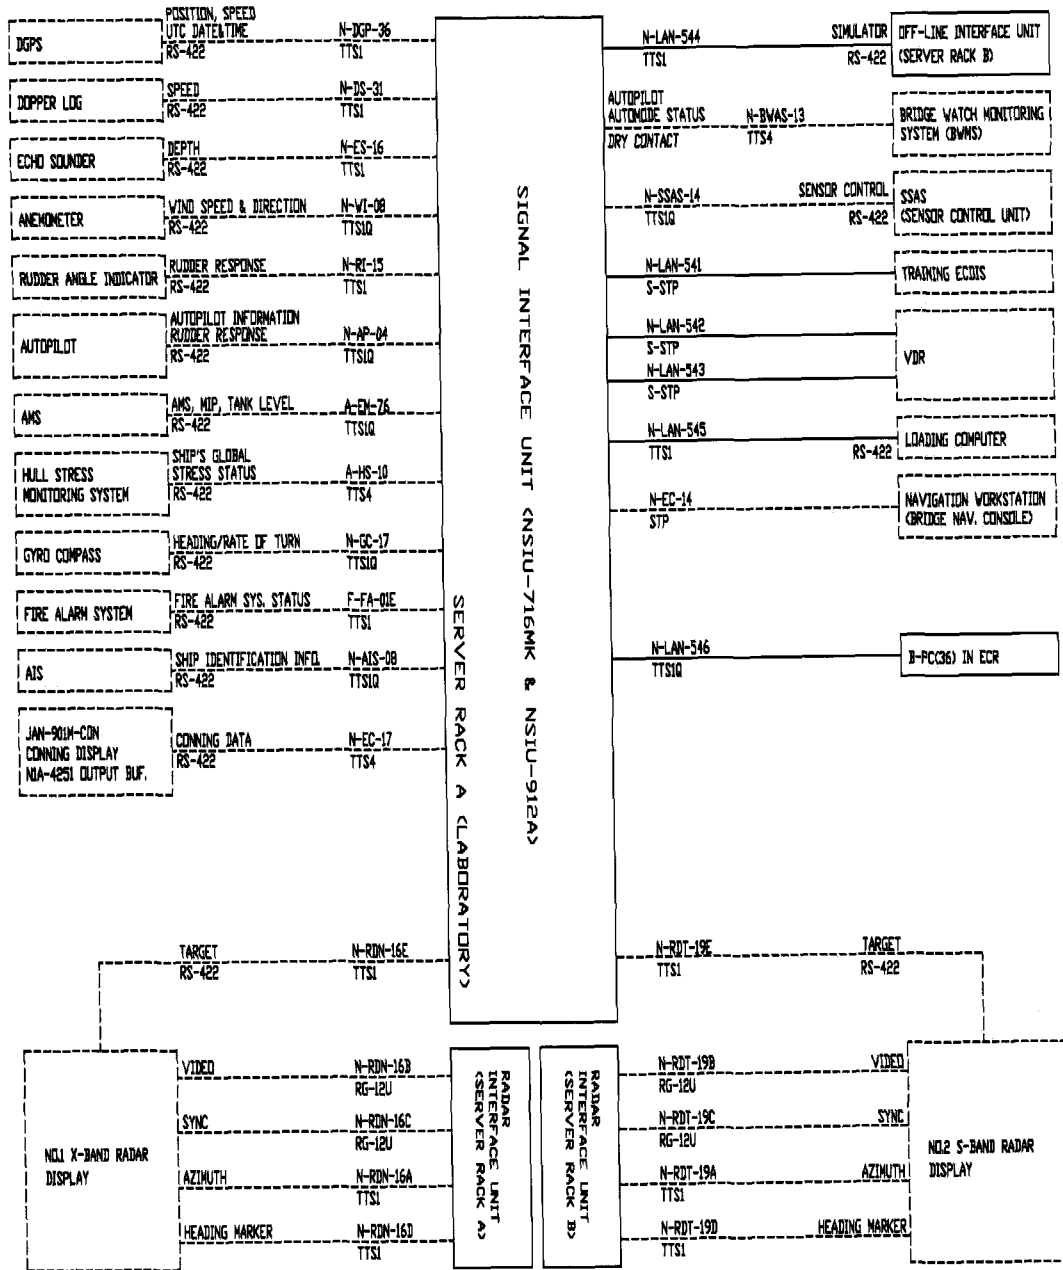 DGPS
POSITION, SPEED
UTC DATE&TIME
RS-422
N-DGP-36
TTS1
DOPPER LOG
SPEED
RS-422
N-DS-31
TTS1
ECHO SOUNDER
DEPTH
RS-422
N-ES-16
TTS1
ANEMOMETER
WIND SPEED & DIRECTION
RS-422
N-WI-08
TTS1Q
RUDDER ANGLE INDICATOR
RUDDER RESPONSE
RS-422
N-RI-15
TTS1
AUTOPILOT
AUTOPILOT INFORMATION
RUDDER RESPONSE
RS-422
N-AP-04
TTS1Q
AMS
AMS, MIP, TANK LEVEL
RS-422
A-EM-76
TTS1Q
HULL STRESS
MONITORING SYSTEM
SHIP'S GLOBAL
STRESS STATUS
RS-422
A-HS-10
TTS4
GYRO COMPASS
HEADING/RATE OF TURN
RS-422
N-GC-17
TTS1Q
FIRE ALARM SYSTEM
FIRE ALARM SYS. STATUS
RS-422
F-FA-01E
TTS1
AIS
SHIP IDENTIFICATION INFO.
RS-422
N-AIS-08
TTS1Q
JAN-901M-CON
CONNING DISPLAY
NDA-4251 OUTPUT BUF.
CONNING DATA
RS-422
N-EC-17
TTS4
SIGNAL INTERFACE UNIT (NSIU-716MK & NSIU-912A)
SERVER RACK A (LABORATORY)
N-LAN-544
TTS1
SIMULATOR
RS-422
OFF-LINE INTERFACE UNIT
(SERVER RACK B)
AUTOPILOT
AUTOMODE STATUS
DRY CONTACT
N-BWAS-13
TTS4
BRIDGE WATCH MONITORING
SYSTEM (BWMS)
N-SSAS-14
TTS1Q
SENSOR CONTROL
RS-422
SSAS
(SENSOR CONTROL UNIT)
N-LAN-541
S-STP
TRAINING ECDIS
N-LAN-542
S-STP
N-LAN-543
S-STP
VDR
N-LAN-545
TTS1
RS-422
LOADING COMPUTER
N-EC-14
STP
NAVIGATION WORKSTATION
(BRIDGE NAV. CONSOLE)
N-LAN-546
TTS1Q
B-PC(36) IN ECR
TARGET
RS-422
N-RDN-16E
TTS1
N-RDT-19E
TTS1
TARGET
RS-422
NO.1 X-BAND RADAR
DISPLAY
VIDEO
N-RDN-16B
RG-12U
SYNC
N-RDN-16C
RG-12U
AZIMUTH
N-RDN-16A
TTS1
HEADING MARKER
N-RDN-16D
TTS1
RADAR
INTERFACE UNIT
(SERVER RACK A)
RADAR
INTERFACE UNIT
(SERVER RACK B)
N-RDT-19B
RG-12U
VIDEO
N-RDT-19C
RG-12U
SYNC
N-RDT-19A
TTS1
AZIMUTH
N-RDT-19D
TTS1
HEADING MARKER
NO.2 S-BAND RADAR
DISPLAY